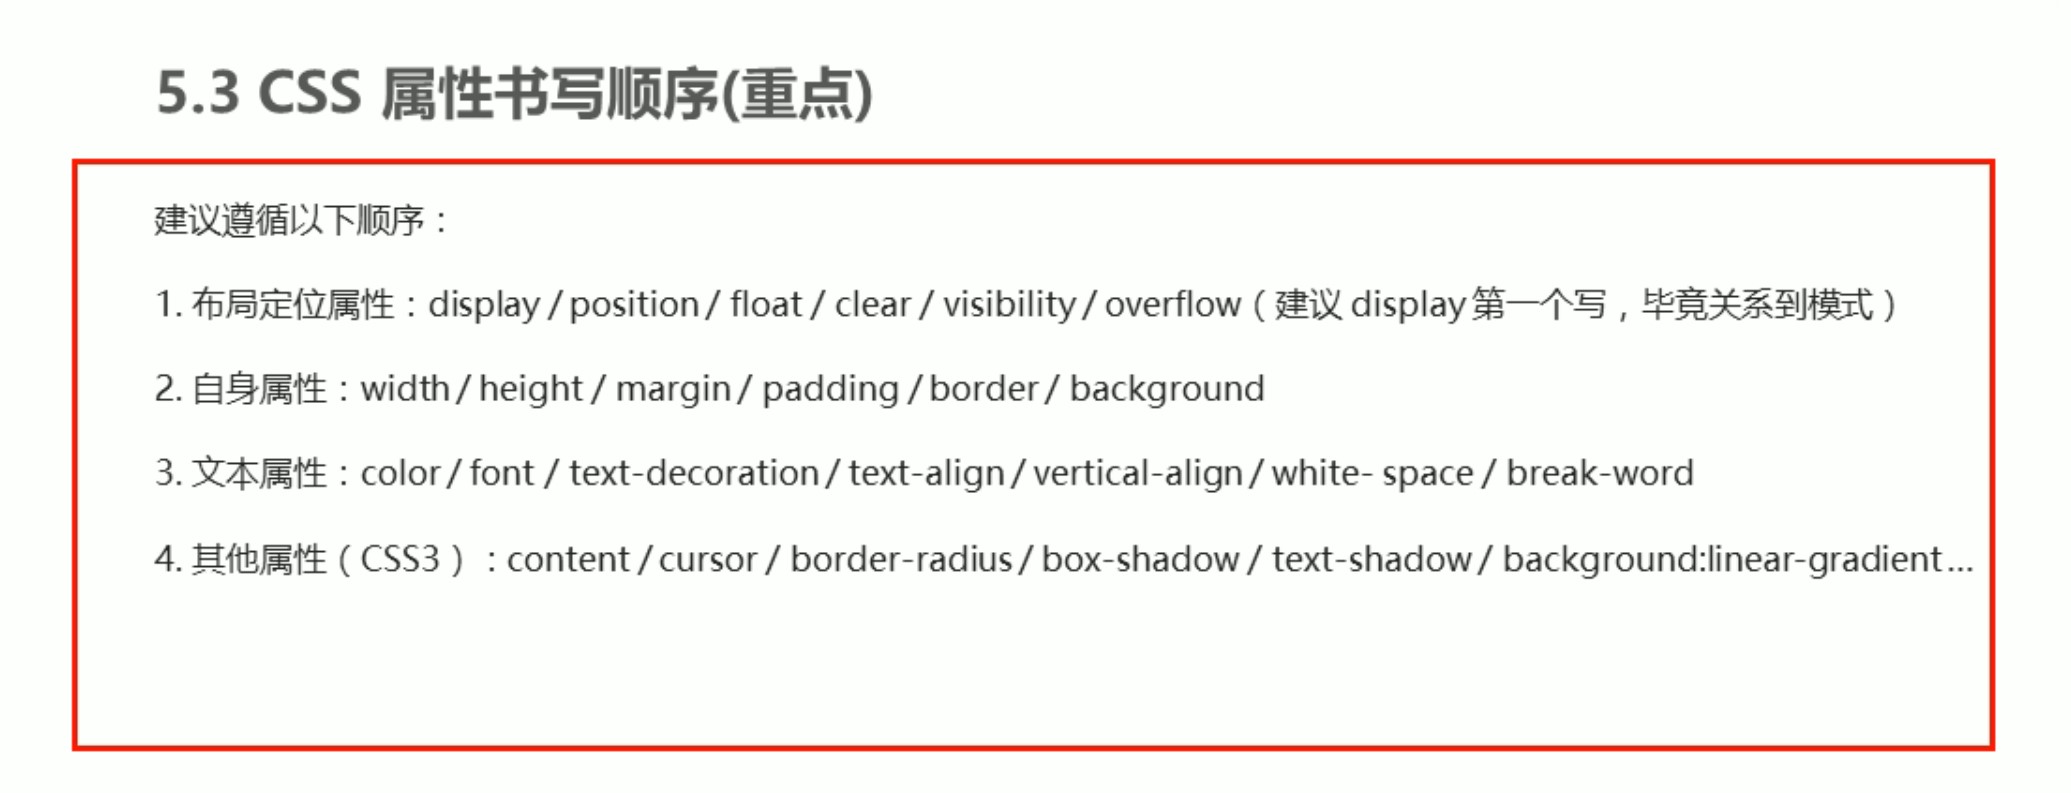 5.3 CSS 属性书写顺序(重点)
建议遵循以下顺序：
1. 布局定位属性：display / position / float / clear / visibility / overflow（建议 display 第一个写，毕竟关系到模式）
2. 自身属性：width / height / margin / padding / border / background
3. 文本属性：color / font / text-decoration / text-align / vertical-align / white- space / break-word
4. 其他属性（CSS3）：content / cursor / border-radius / box-shadow / text-shadow / background:linear-gradient...